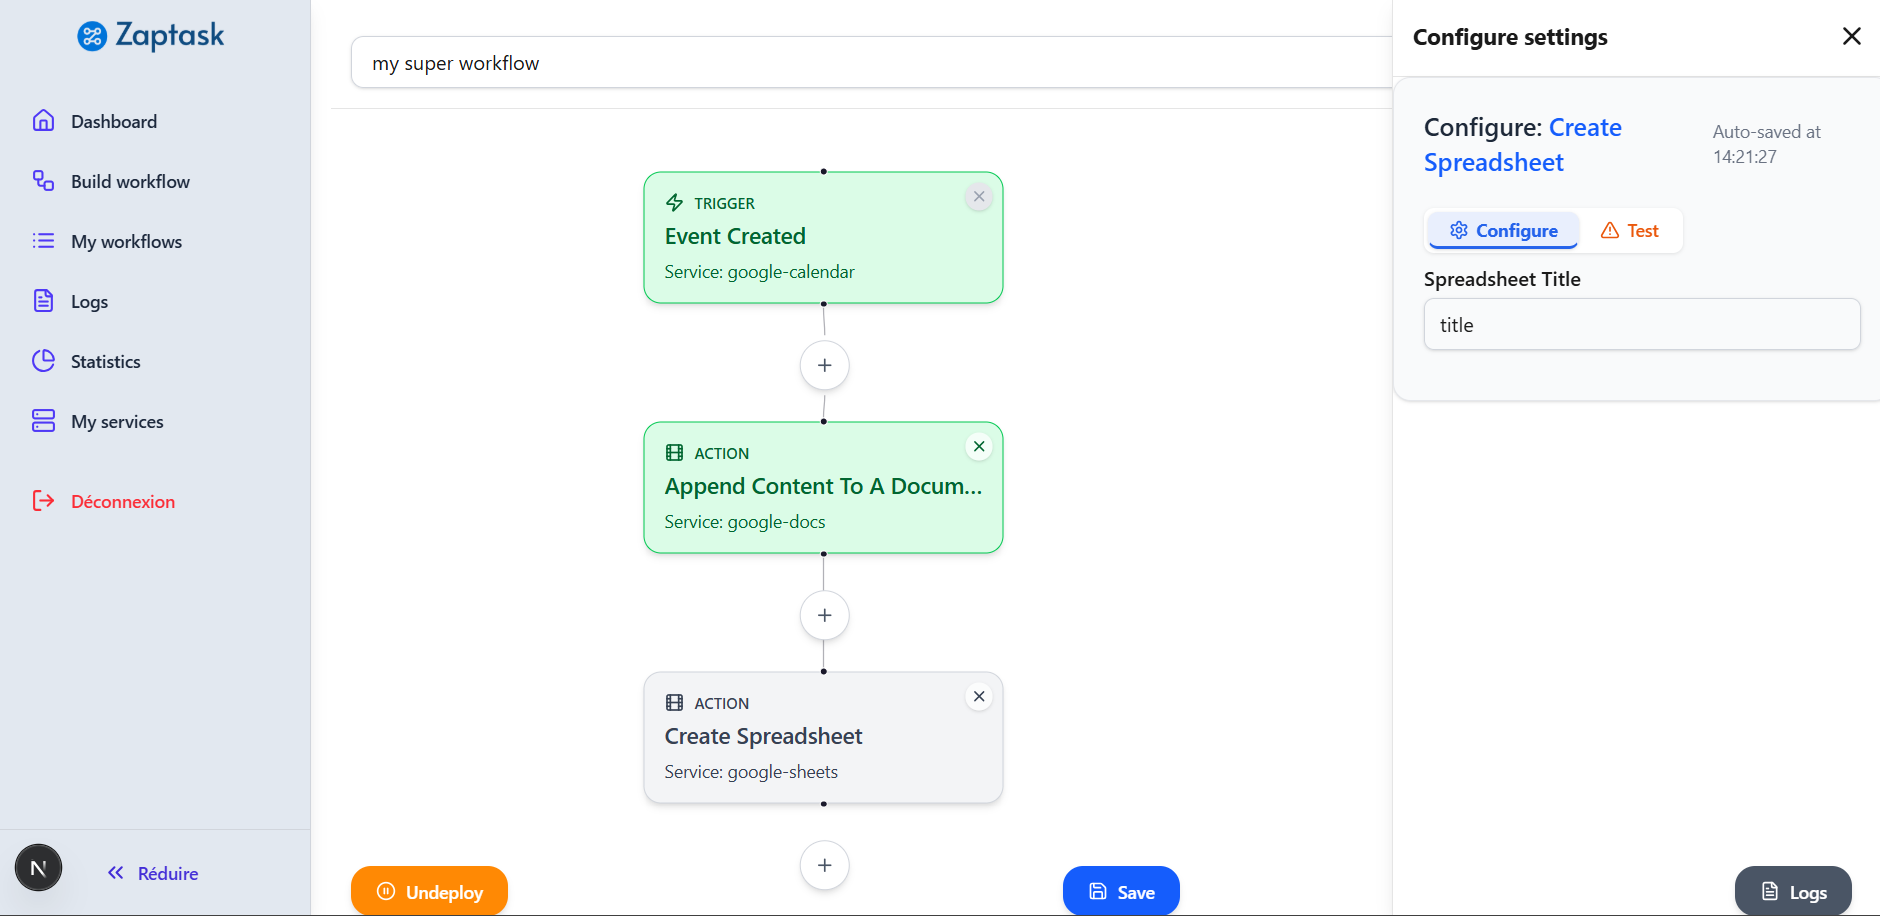 Zaptask
Dashboard
Build workflow
My workflows
Logs
Statistics
My services
Déconnexion
N
Réduire
my super workflow
TRIGGER
Event Created
Service: google-calendar
ACTION
Append Content To A Docum...
Service: google-docs
ACTION
Create Spreadsheet
Service: google-sheets
Undeploy
Save
Configure settings
Configure: Create
Spreadsheet
Auto-saved at
14:21:27
Configure
Test
Spreadsheet Title
title
Logs